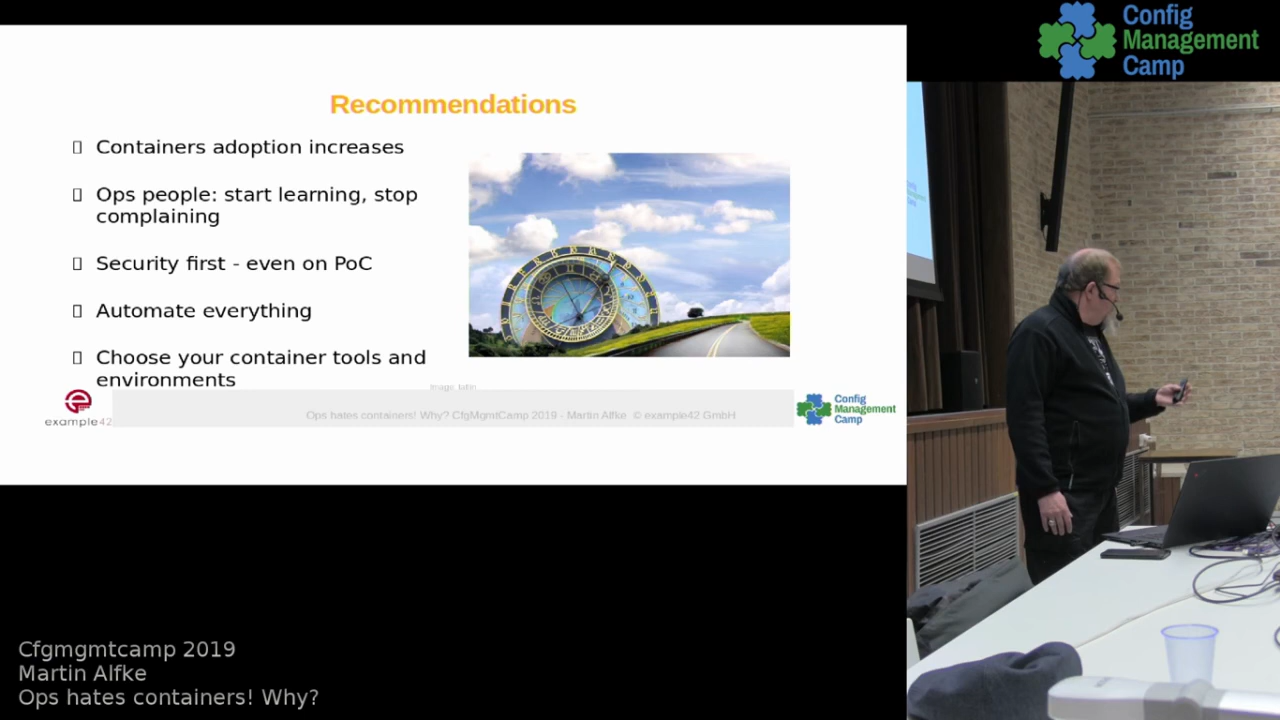 Config
Management
Camp
Recommendations
Containers adoption increases
Ops people: start learning, stop
complaining
Security first - even on PoC
Automate everything
Choose your container tools and
environments
Image: tallin
example42
Ops hates containers! Why? CfgMgmtCamp 2019 - Martin Alfke © example42 GmbH
Config
Management
Camp
Cfgmgmtcamp 2019
Martin Alfke
Ops hates containers! Why?